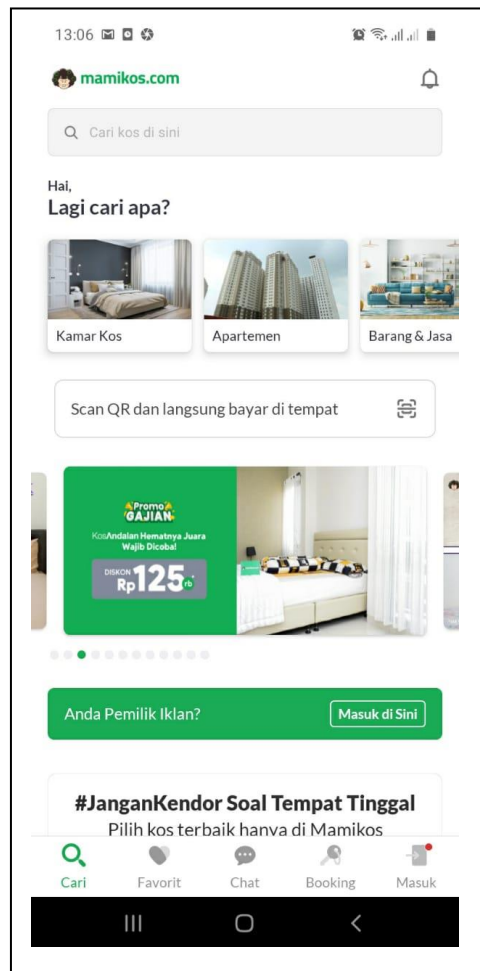 13:06
mamikos.com
Cari kos di sini
Hai,
Lagi cari apa?
Kamar Kos
Apartemen
Barang & Jasa
Scan QR dan langsung bayar di tempat
Promo
GAJIAN
KosAndalan Hematnya Juara
Wajib Dicoba!
DISKON
Rp125rb
Anda Pemilik Iklan?
Masuk di Sini
#JanganKendor Soal Tempat Tinggal
Pilih kos terbaik hanya di Mamikos
Cari
Favorit
Chat
Booking
Masuk